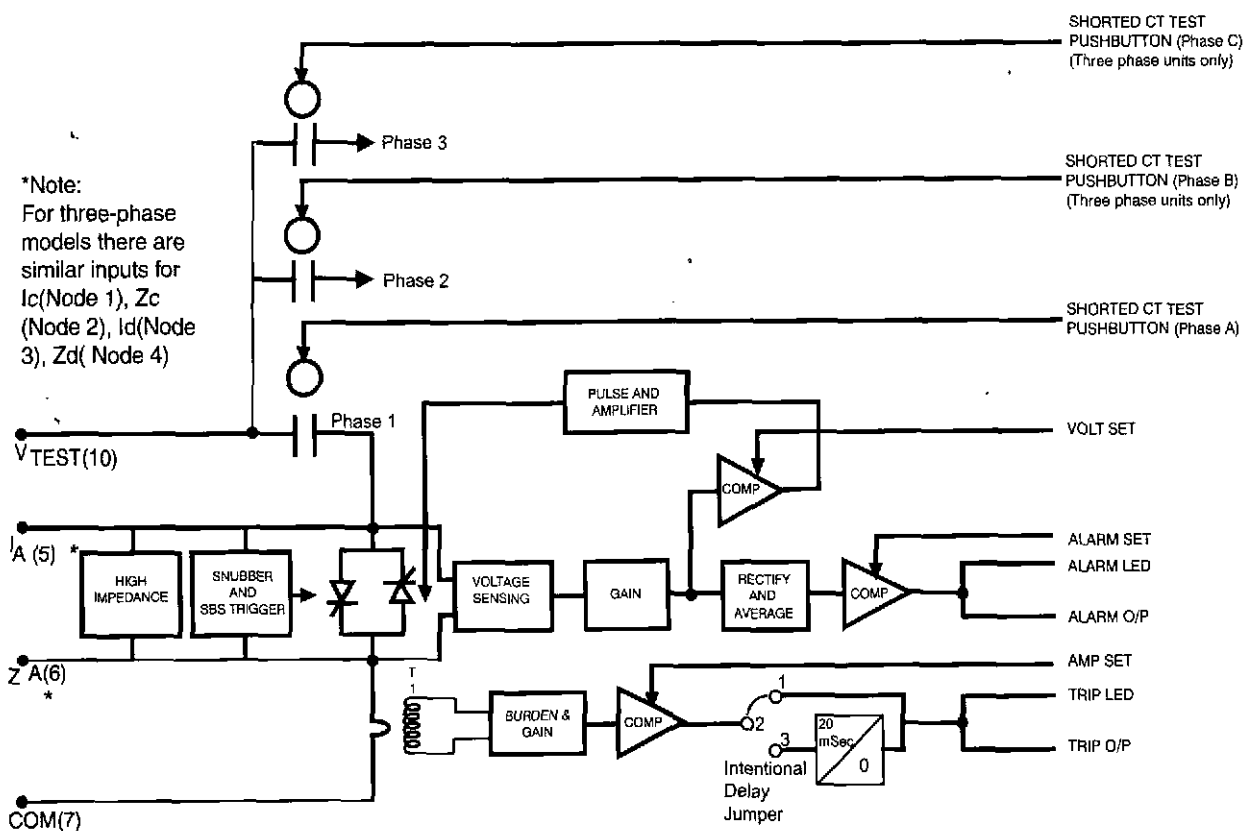 SHORTED CT TEST
PUSHBUTTON (Phase C)
(Three phase units only)
Phase 3
SHORTED CT TEST
PUSHBUTTON (Phase B)
(Three phase units only)
*Note:
For three-phase
models there are
similar inputs for
Ic(Node 1), Zc
(Node 2), Id(Node
3), Zd( Node 4)
Phase 2
SHORTED CT TEST
PUSHBUTTON (Phase A)
PULSE AND
AMPLIFIER
Phase 1
VOLT SET
V TEST(10)
COMP
I A (5) *
ALARM SET
HIGH
IMPEDANCE
SNUBBER
AND
SBS TRIGGER
VOLTAGE
SENSING
GAIN
RECTIFY
AND
AVERAGE
COMP
ALARM LED
ALARM O/P
Z A(6)
*
AMP SET
T
1
BURDEN &
GAIN
COMP
1
2
3
20
mSec
0
TRIP LED
TRIP O/P
Intentional
Delay
Jumper
COM(7)